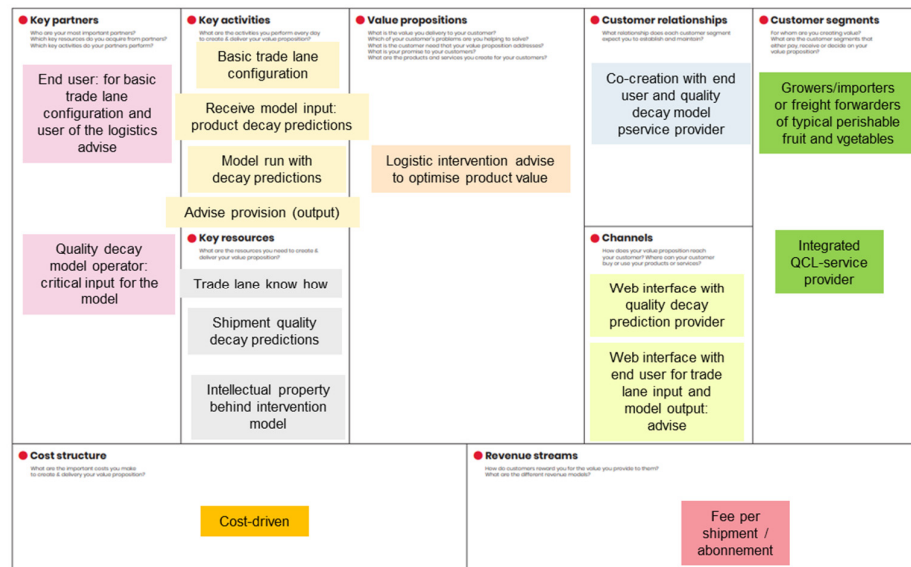 Key partners
Who are your most important partners?
Which key resources do you acquire from partners?
Which key activities do your partners perform?
End user: for basic
trade lane
configuration and
user of the logistics
advise
Quality decay
model operator:
critical input for the
model
Key activities
What are the activities you perform every day
to create & deliver your value proposition?
Basic trade lane
configuration
Receive model input:
product decay predictions
Model run with
decay predictions
Advise provision (output)
Key resources
What are the resources you need to create &
deliver your value proposition?
Trade lane know how
Shipment quality
decay predictions
Intellectual property
behind intervention
model
Value propositions
What is the value you deliver to your customer?
Which of your customer's problems are you helping to solve?
What is the customer need that your value proposition addresses?
What is your promise to your customers?
What are the products and services you create for your customers?
Logistic intervention advise
to optimise product value
Customer relationships
What relationship does each customer segment
expect you to establish and maintain?
Co-creation with end
user and quality
decay model
pservice provider
Channels
How does your value proposition reach
your customer? Where can your customer
buy or use your products or services?
Web interface with
quality decay
prediction provider
Web interface with
end user for trade
lane input and
model output:
advise
Customer segments
For whom are you creating value?
What are the customer segments that
either pay, receive or decide on your
value proposition?
Growers/importers
or freight forwarders
of typical perishable
fruit and vgetables
Integrated
QCL-service
provider
Cost structure
What are the important costs you make
to create & delivery your value proposition?
Cost-driven
Revenue streams
How do customers reward you for the value you provide to them?
What are the different revenue models?
Fee per
shipment /
abonnement